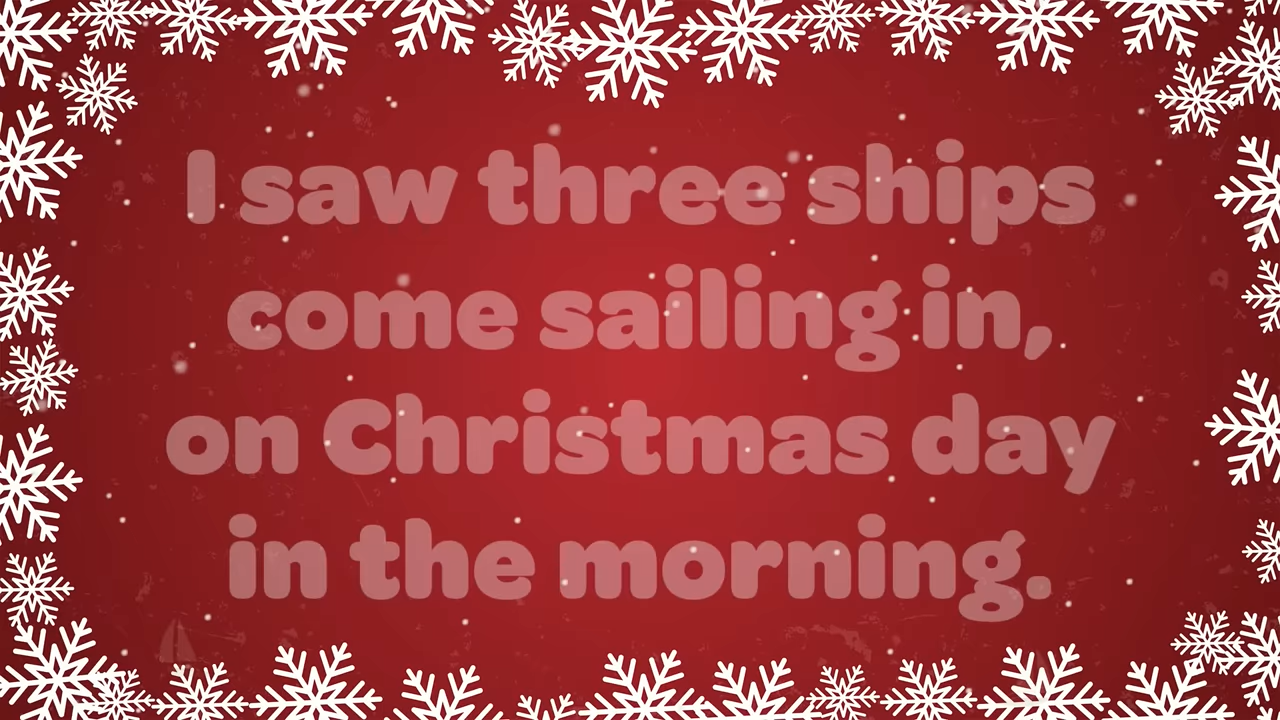 I saw three ships
come sailing in,
on Christmas day
in the morning.